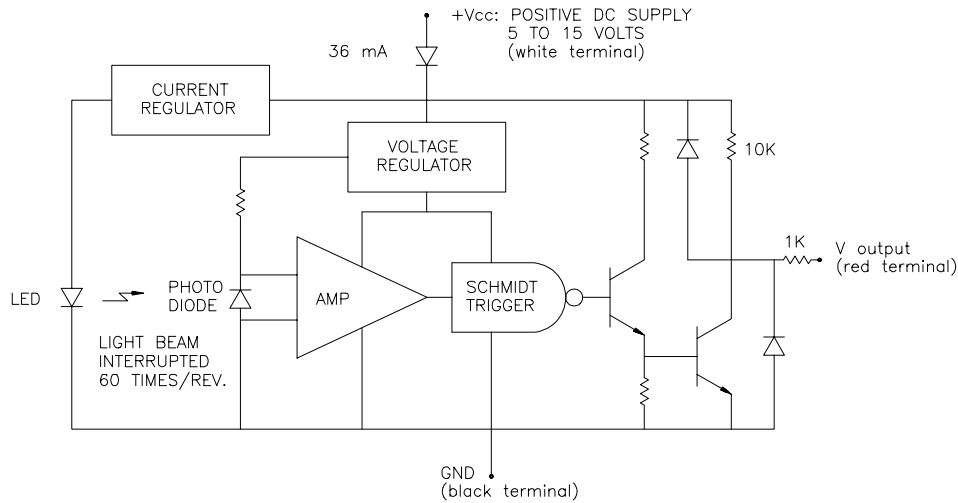 +Vcc: POSITIVE DC SUPPLY
5 TO 15 VOLTS
(white terminal)
36 mA
CURRENT
REGULATOR
VOLTAGE
REGULATOR
10K
1K
V output
(red terminal)
LED
PHOTO
DIODE
AMP
SCHMIDT
TRIGGER
LIGHT BEAM
INTERRUPTED
60 TIMES/REV.
GND
(black terminal)